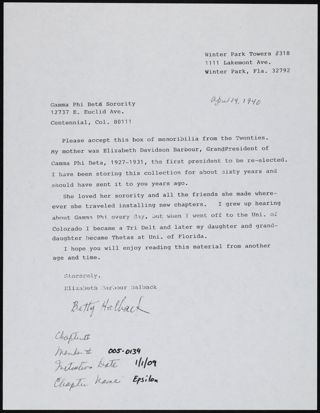 Winter Park Towers #318
1111 Lakemont Ave.
Winter Park, Fla. 32792
April 14, 1990
Gamma Phi Beta Sorority
12737 E. Euclid Ave.
Centennial, Col. 80111
Please accept this box of memoribilia from the Twenties.
My mother was Elizabeth Davidson Barbour, GrandPresident of
Gamma Phi Beta, 1927-1931, the first president to be re-elected.
I have been storing this collection for about sixty years and
should have sent it to you years ago.
She loved her sorority and all the friends she made where-
ever she traveled installing new chapters. I grew up hearing
about Gamma Phi every day, but when I went off to the Uni. of
Colorado I became a Tri Delt and later my daughter and grand-
daughter became Thetas at Uni. of Florida.
I hope you will enjoy reading this material from another
age and time.
Sincerely,
Elizabeth Barbour Halback
Betty Halback
Chapter#
Member # 005-0134
Initiation Date 1/1/09
Chapter Name Epsilon